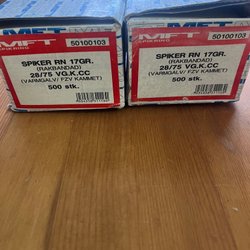 MFT
50100103
SPIKER RN 17GR.
(RAKBANDAD)
28/75 VG.K.CC
(VARMGALV/ FZV KAMMET)
500 stk.
MFT
50100103
SPIKER RN 17GR.
(RAKBANDAD)
28/75 VG.K.CC
(VARMGALV/ FZV KAMMET)
500 stk.